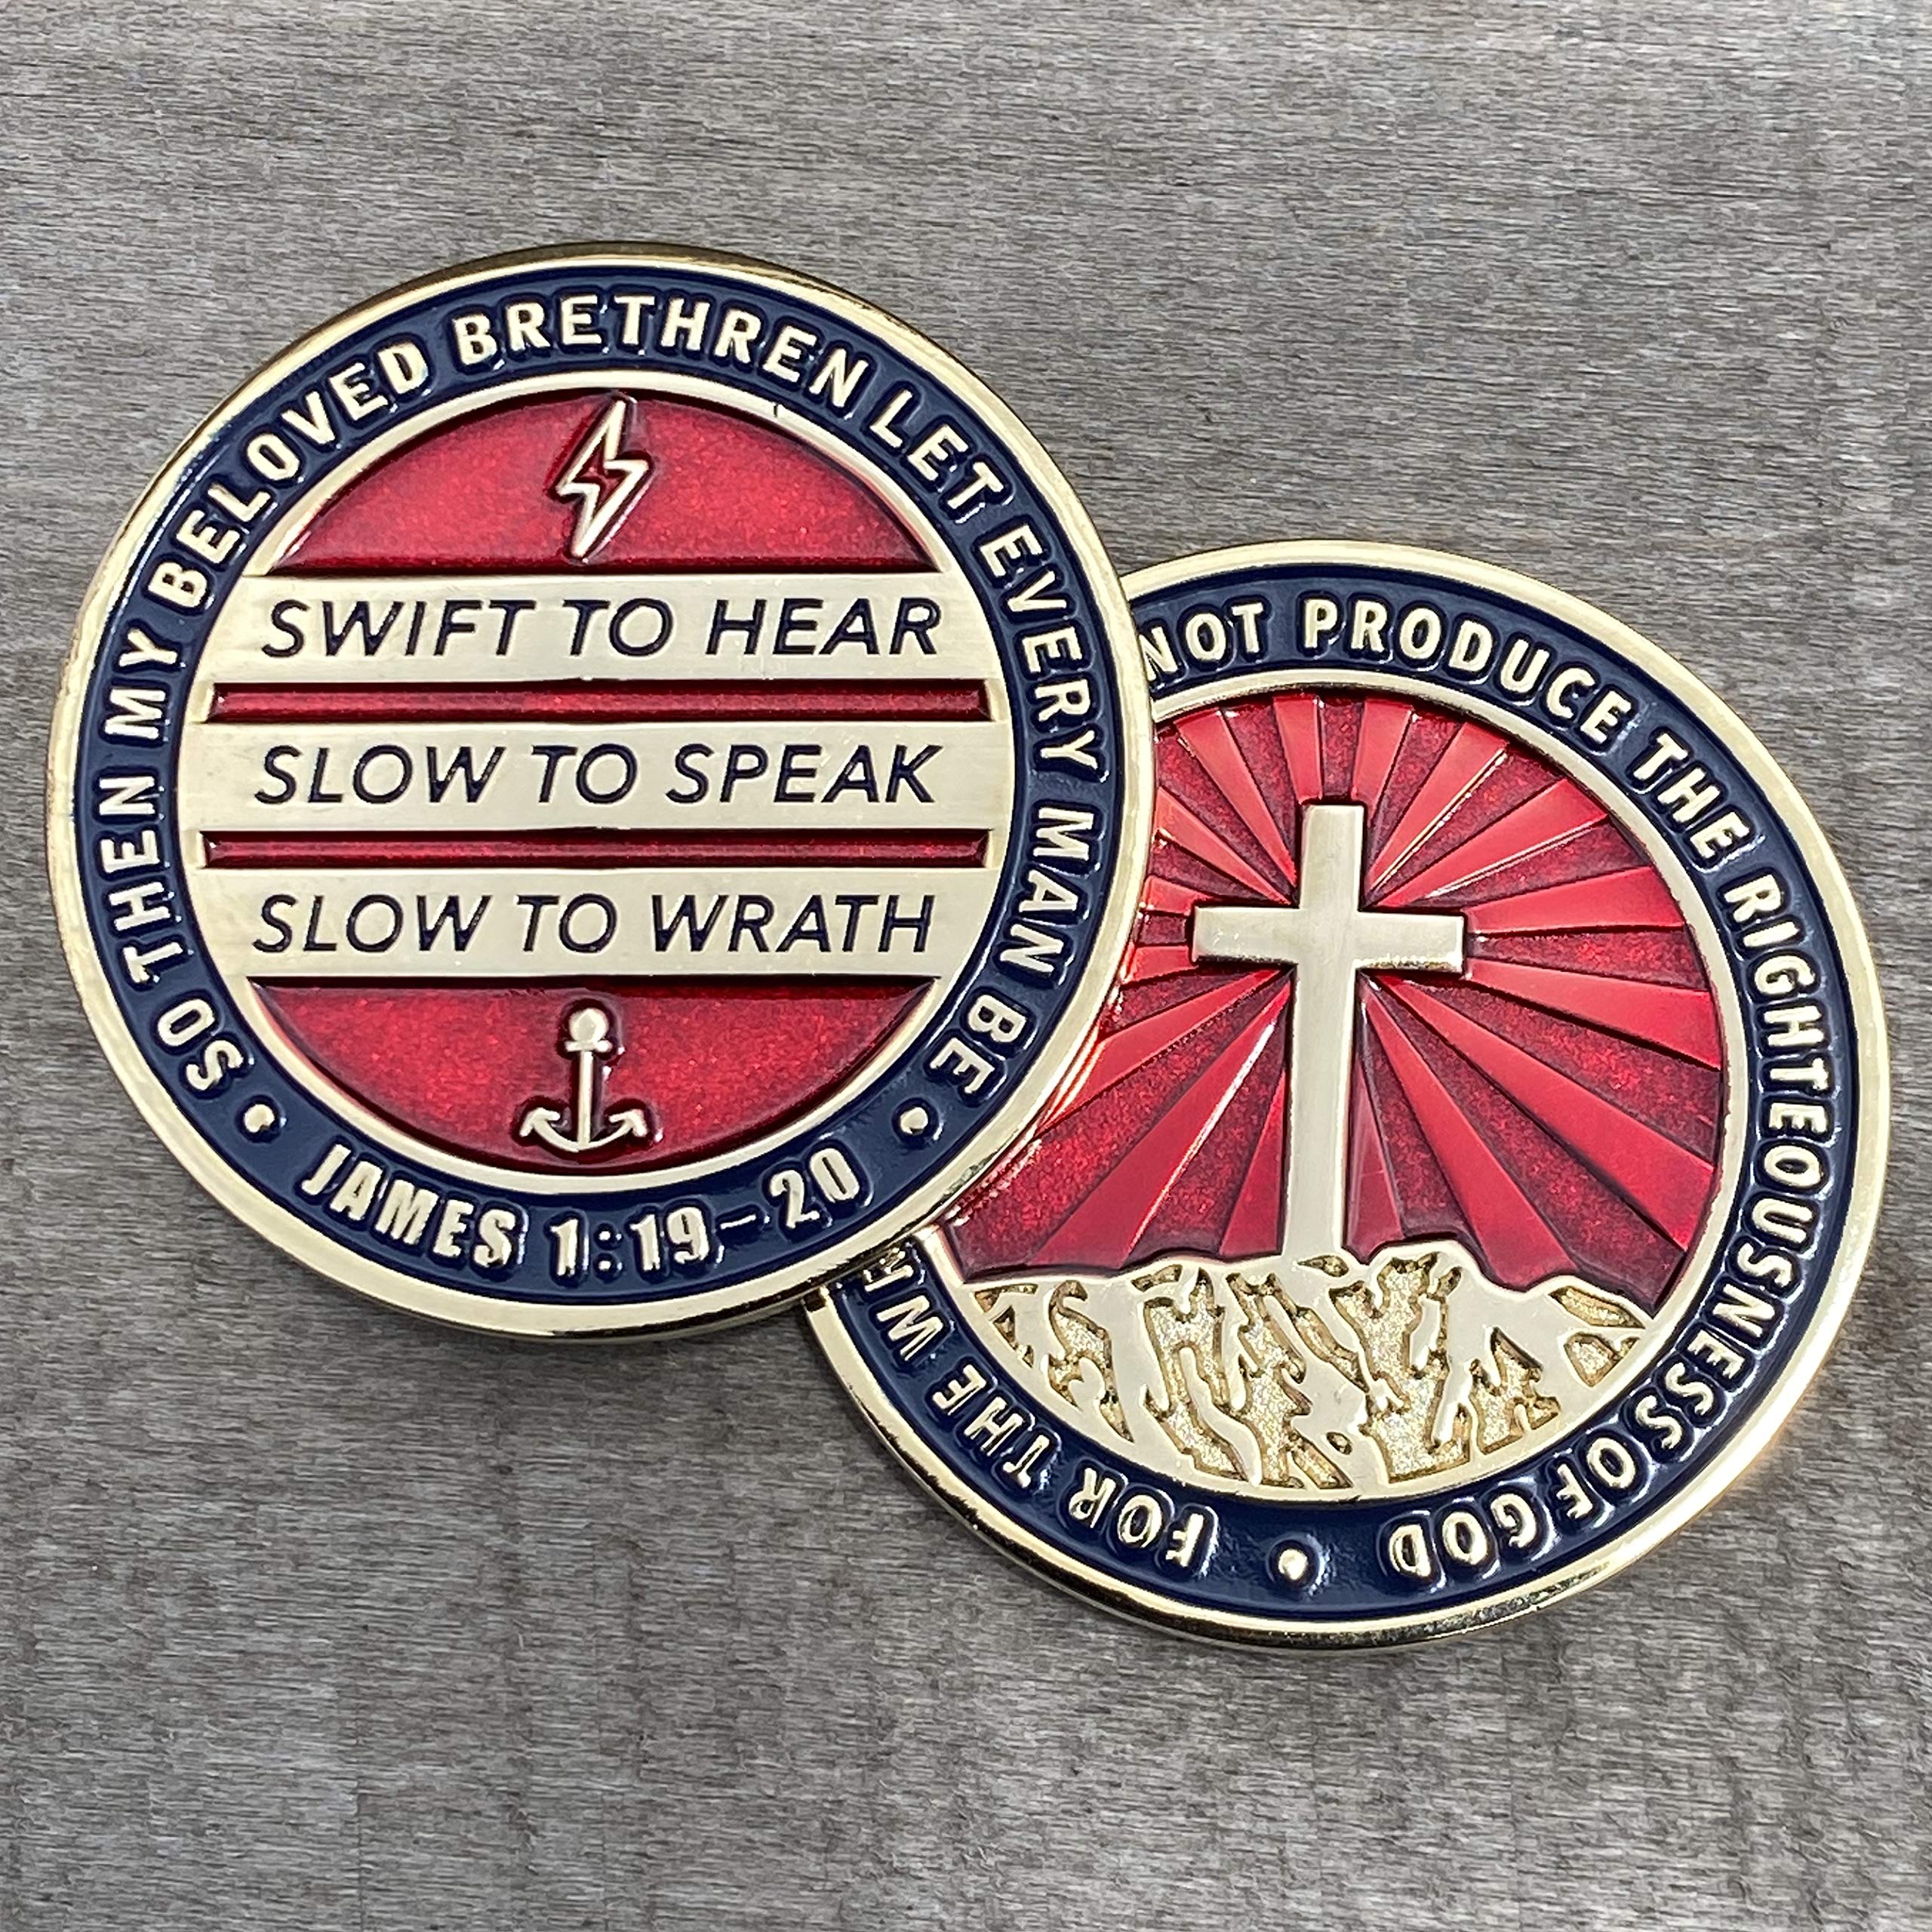 SO THEN MY BELOVED BRETHREN LET EVERY MAN BE
SWIFT TO HEAR
SLOW TO SPEAK
SLOW TO WRATH
JAMES 1:19-20
FOR THE
NOT PRODUCE THE RIGHTEOUSNESS OF GOD